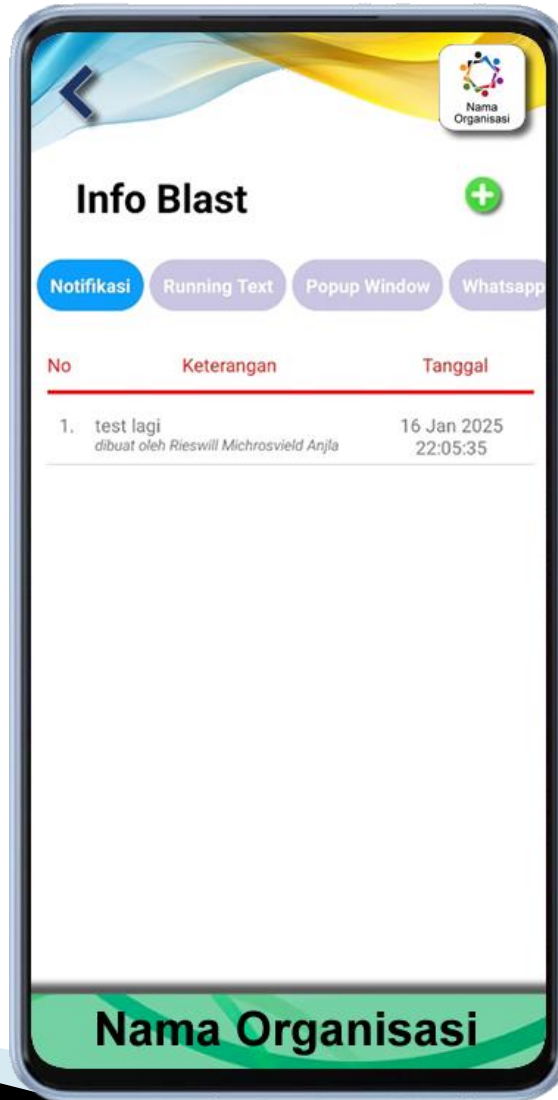 Nama
Organisasi
Info Blast
Notifikasi Running Text Popup Window Whatsapp
No Keterangan Tanggal
1. test lagi 16 Jan 2025
dibuat oleh Rieswill Michrosvield Anjla 22:05:35
Nama Organisasi